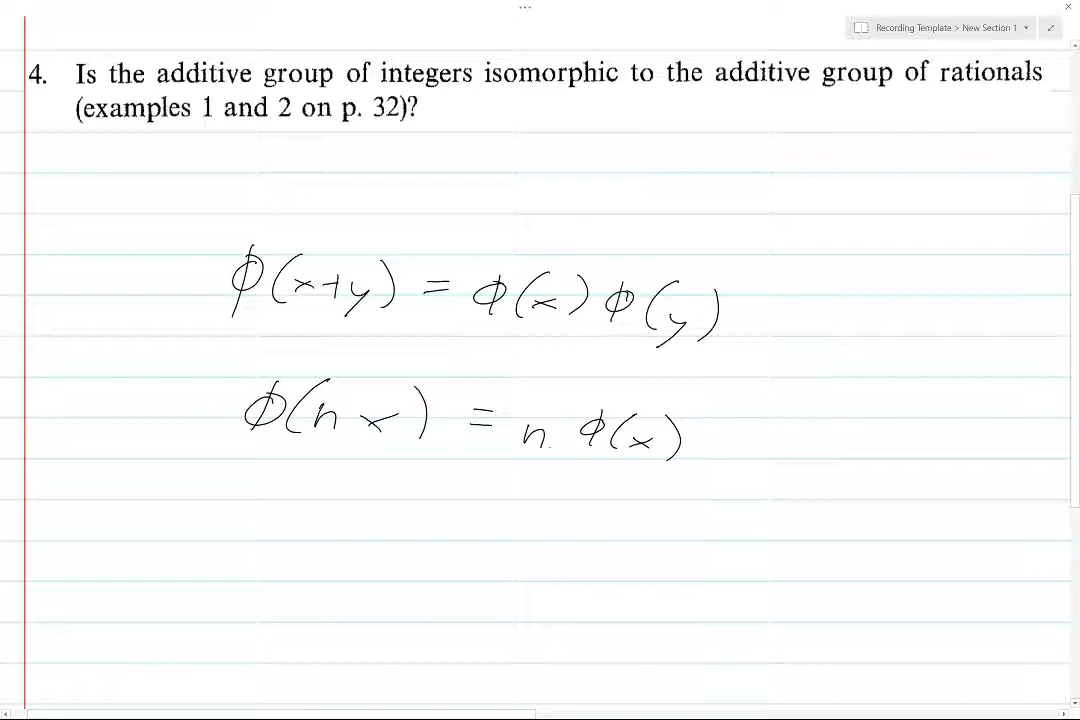 Recording Template > New Section 1
4. Is the additive group of integers isomorphic to the additive group of rationals
(examples 1 and 2 on p. 32)?
ϕ(x+y) = ϕ(x) ϕ(y)
ϕ(nx) = n. ϕ(x)